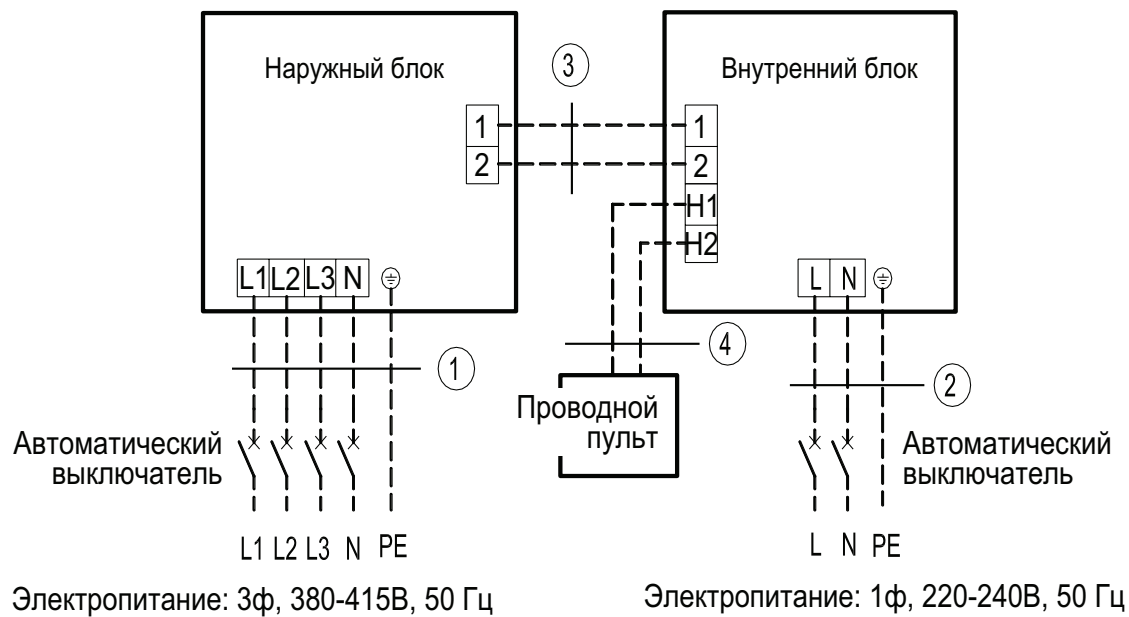 Наружный блок
3
Внутренний блок
1
1
2
2
H1
H2
L1 L2 L3 N
L N
1
4
2
Проводной
пульт
Автоматический
выключатель
Автоматический
выключатель
L1 L2 L3 N PE
L N PE
Электропитание: 3ф, 380-415В, 50 Гц
Электропитание: 1ф, 220-240В, 50 Гц